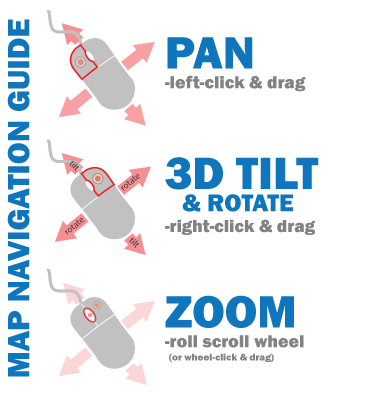 MAP NAVIGATION GUIDE
PAN
-left-click & drag
tilt
rotate
rotate
tilt
3D TILT
& ROTATE
-right-click & drag
ZOOM
-roll scroll wheel
(or wheel-click & drag)